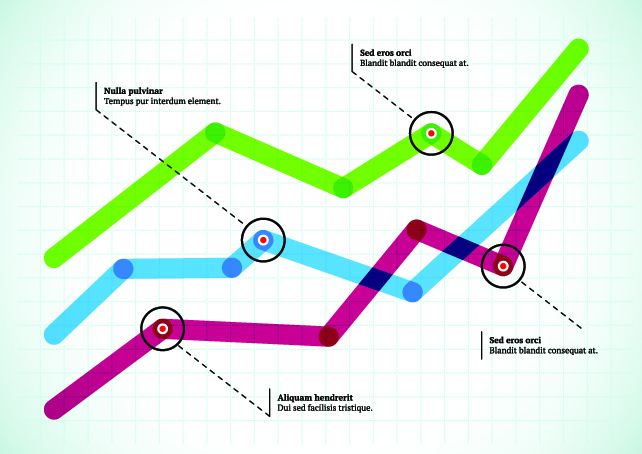 Sed eros orci
Blandit blandit consequat at.
Nulla pulvinar
Tempus pur interdum element.
Sed eros orci
Blandit blandit consequat at.
Aliquam hendrerit
Dui sed facilisis tristique.